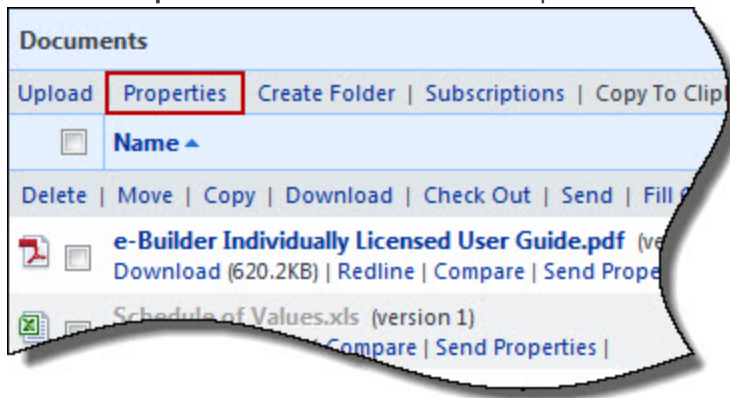 Documents
Upload Properties Create Folder | Subscriptions | Copy To
Name
Delete | Move | Copy | Download | Check Out | Send | Fill
e-Builder Individually Licensed User Guide.pdf
Download (620.2KB) | Redline | Compare | Send
Schedule of Values.xls (version 1)
Compare | Send Properties |